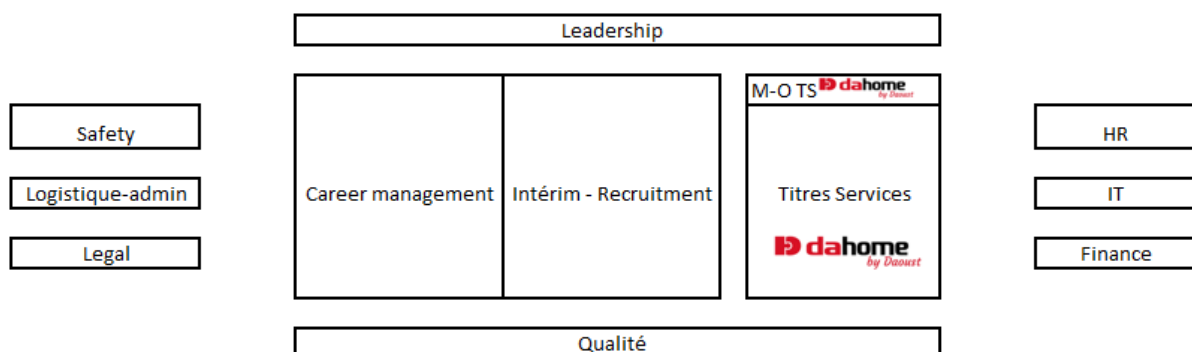 Leadership
M-O TS dahome
by Daoust
Safety
HR
Logistique-admin
Career management
Intérim - Recruitment
Titres Services
IT
Legal
dahome
by Daoust
Finance
Qualité